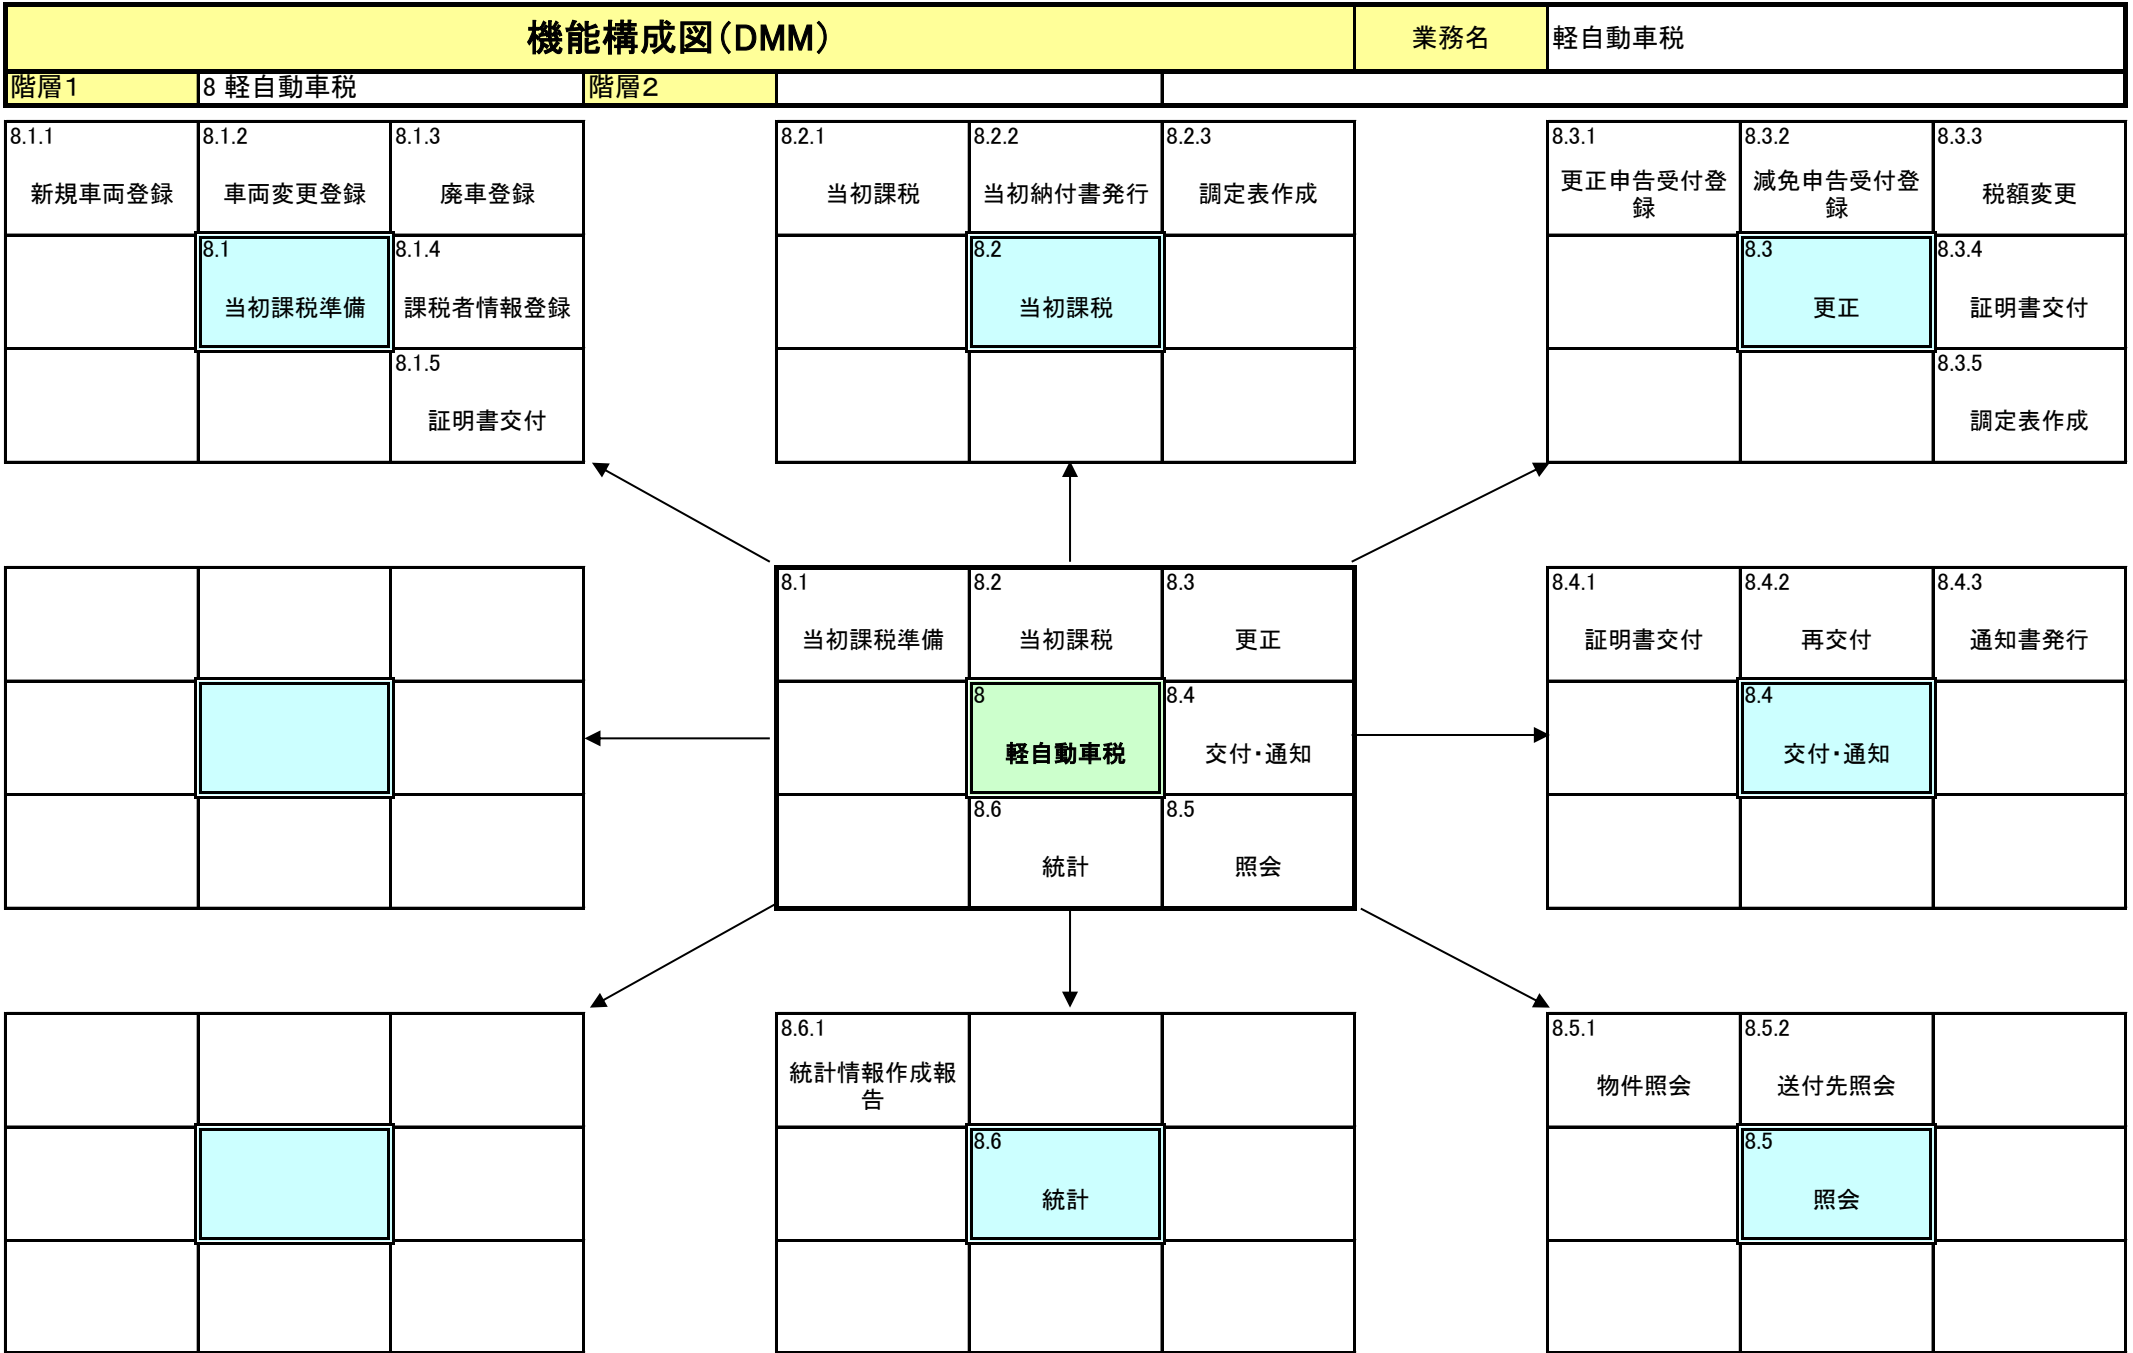 機能構成図（DMM）
業務名
軽自動車税
階層1
8 軽自動車税
階層2
8.1.1
新規車両登録
8.1.2
車両変更登録
8.1.3
廃車登録
8.1
当初課税準備
8.1.4
課税者情報登録
8.1.5
証明書交付
8.2.1
当初課税
8.2.2
当初納付書発行
8.2.3
調定表作成
8.2
当初課税
8.3.1
更正申告受付登
録
8.3.2
減免申告受付登
録
8.3.3
税額変更
8.3
更正
8.3.4
証明書交付
8.3.5
調定表作成
8.1
当初課税準備
8.2
当初課税
8.3
更正
8
軽自動車税
8.4
交付・通知
8.6
統計
8.5
照会
8.4.1
証明書交付
8.4.2
再交付
8.4.3
通知書発行
8.4
交付・通知
8.6.1
統計情報作成報
告
8.6
統計
8.5.1
物件照会
8.5.2
送付先照会
8.5
照会